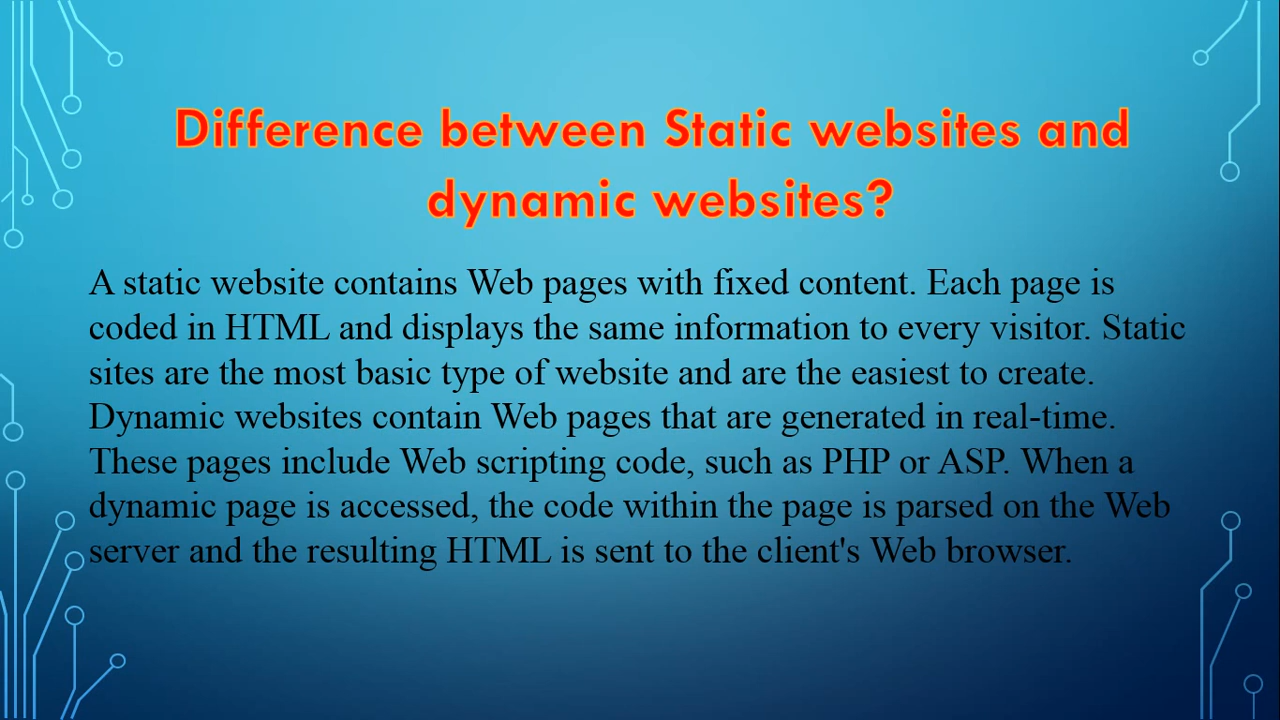 Difference between Static websites and
dynamic websites?
A static website contains Web pages with fixed content. Each page is
coded in HTML and displays the same information to every visitor. Static
sites are the most basic type of website and are the easiest to create.
Dynamic websites contain Web pages that are generated in real-time.
These pages include Web scripting code, such as PHP or ASP. When a
dynamic page is accessed, the code within the page is parsed on the Web
server and the resulting HTML is sent to the client's Web browser.